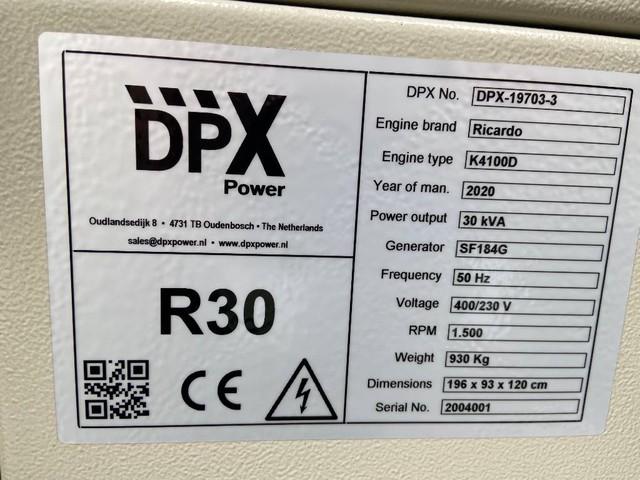 DPX
Power
Oudlandsedijk 8 • 4731 TB Oudenbosch • The Netherlands
sales@dpxpower.nl • www.dpxpower.nl
R30
CE
DPX No. DPX-19703-3
Engine brand Ricardo
Engine type K4100D
Year of man. 2020
Power output 30 kVA
Generator SF184G
Frequency 50 Hz
Voltage 400/230 V
RPM 1.500
Weight 930 Kg
Dimensions 196 x 93 x 120 cm
Serial No. 2004001